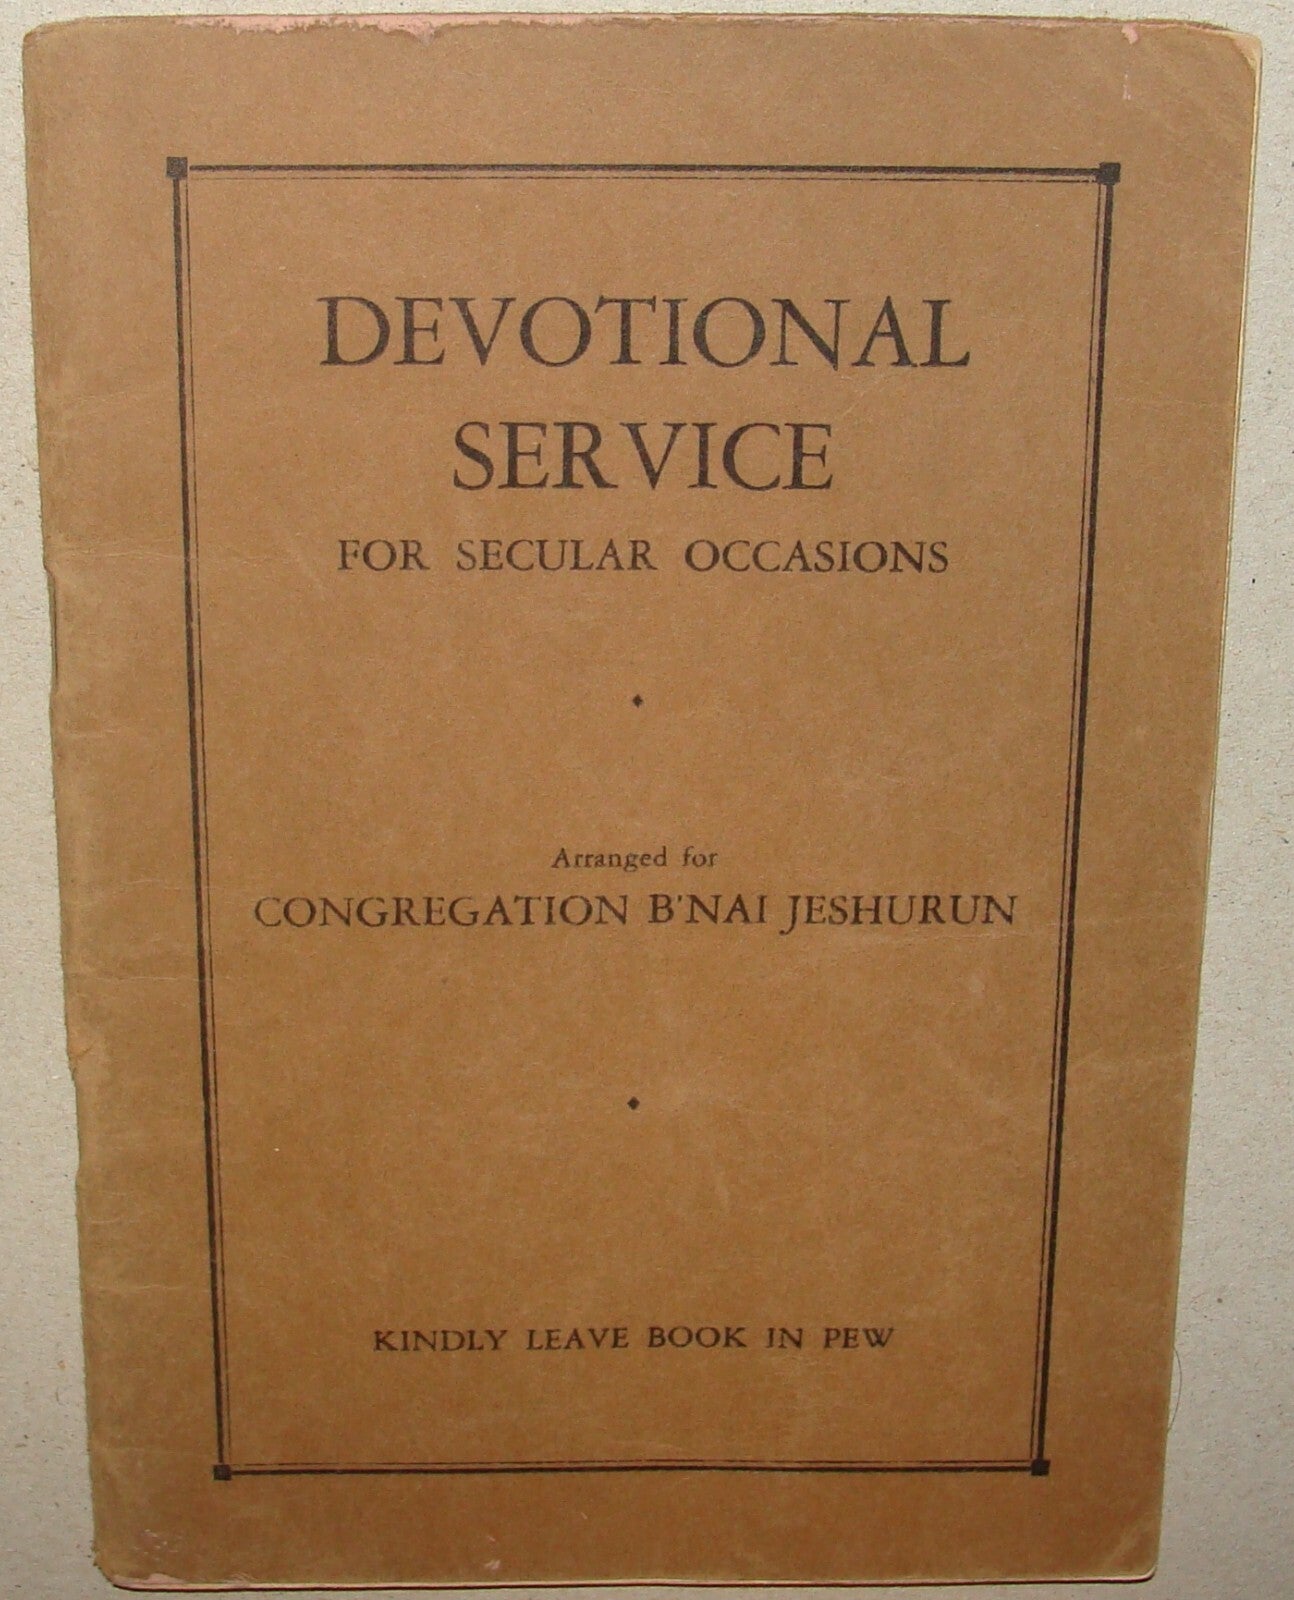 DEVOTIONAL
SERVICE
FOR SECULAR OCCASIONS
Arranged for
CONGREGATION B'NAI JESHURUN
KINDLY LEAVE BOOK IN PEW